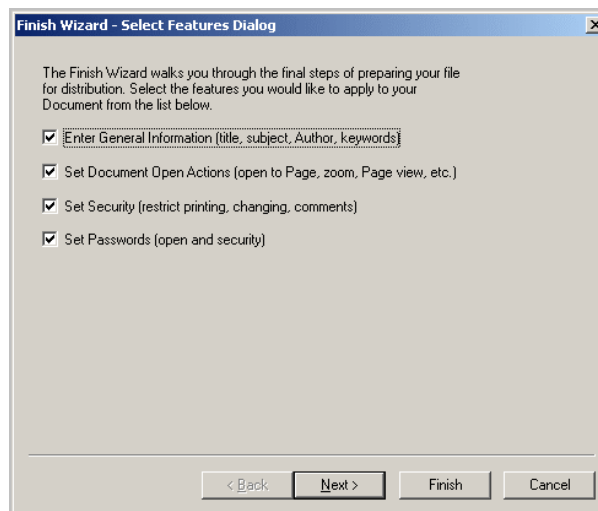 Finish Wizard - Select Features Dialog
The Finish Wizard walks you through the final steps of preparing your file
for distribution. Select the features you would like to apply to your
Document from the list below.
Enter General Information (title, subject, Author, keywords)
Set Document Open Actions (open to Page, zoom, Page view, etc.)
Set Security (restrict printing, changing, comments)
Set Passwords (open and security)
< Back
Next >
Finish
Cancel